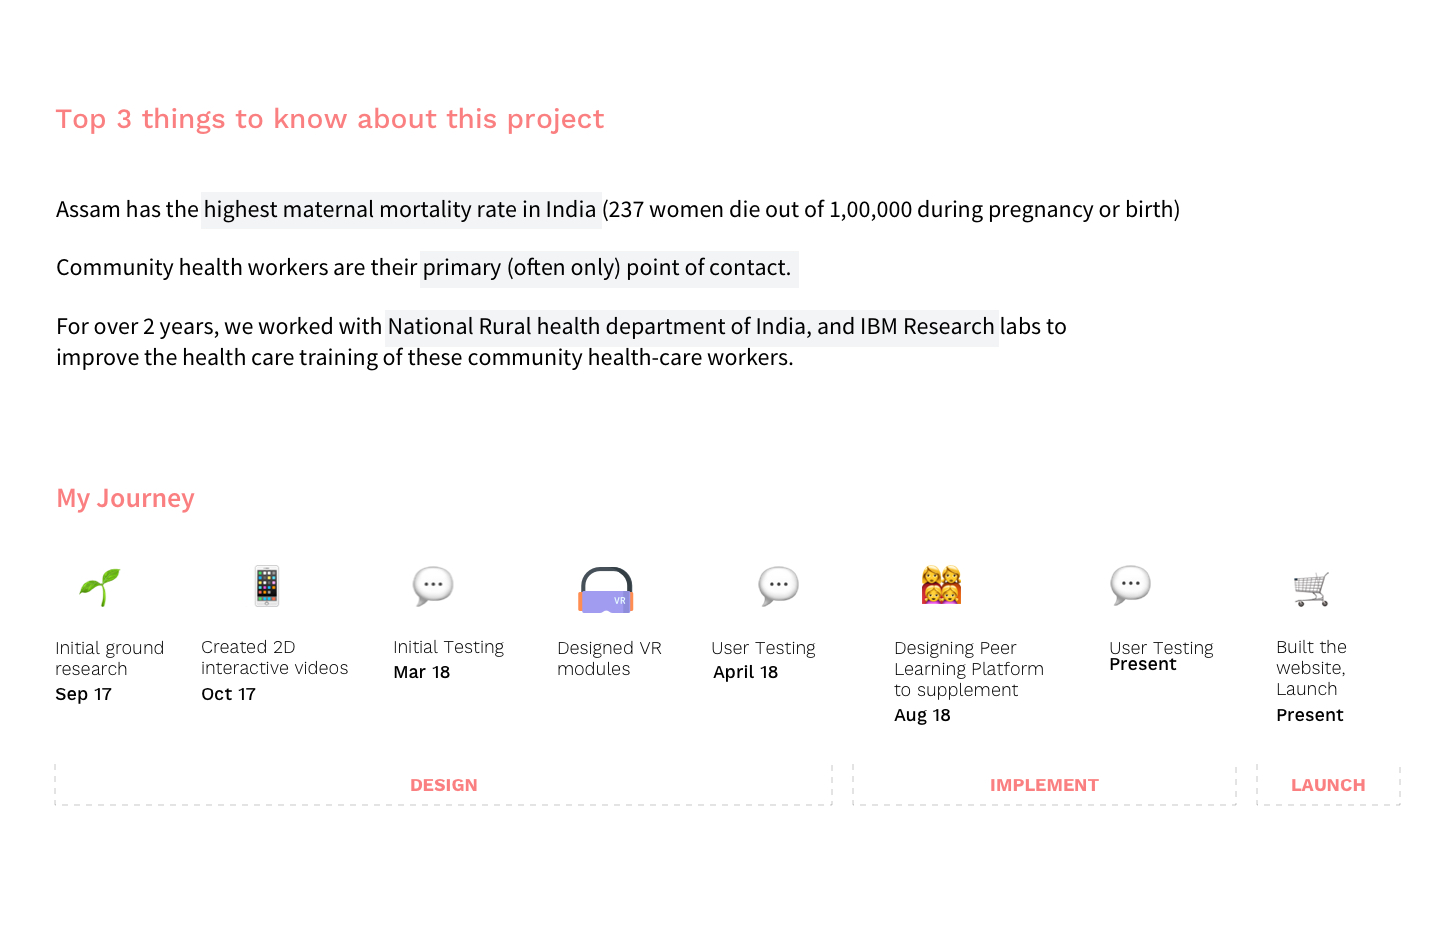 Top 3 things to know about this project
Assam has the highest maternal mortality rate in India (237 women die out of 1,00,000 during pregnancy or birth)
Community health workers are their primary (often only) point of contact.
For over 2 years, we worked with National Rural health department of India, and IBM Research labs to
improve the health care training of these community health-care workers.
My Journey
VR
Initial ground
research
Sep 17
Created 2D
interactive videos
Oct 17
Initial Testing
Mar 18
Designed VR
modules
User Testing
April 18
Designing Peer
Learning Platform
to supplement
Aug 18
User Testing
Present
Built the
website,
Launch
Present
DESIGN
IMPLEMENT
LAUNCH